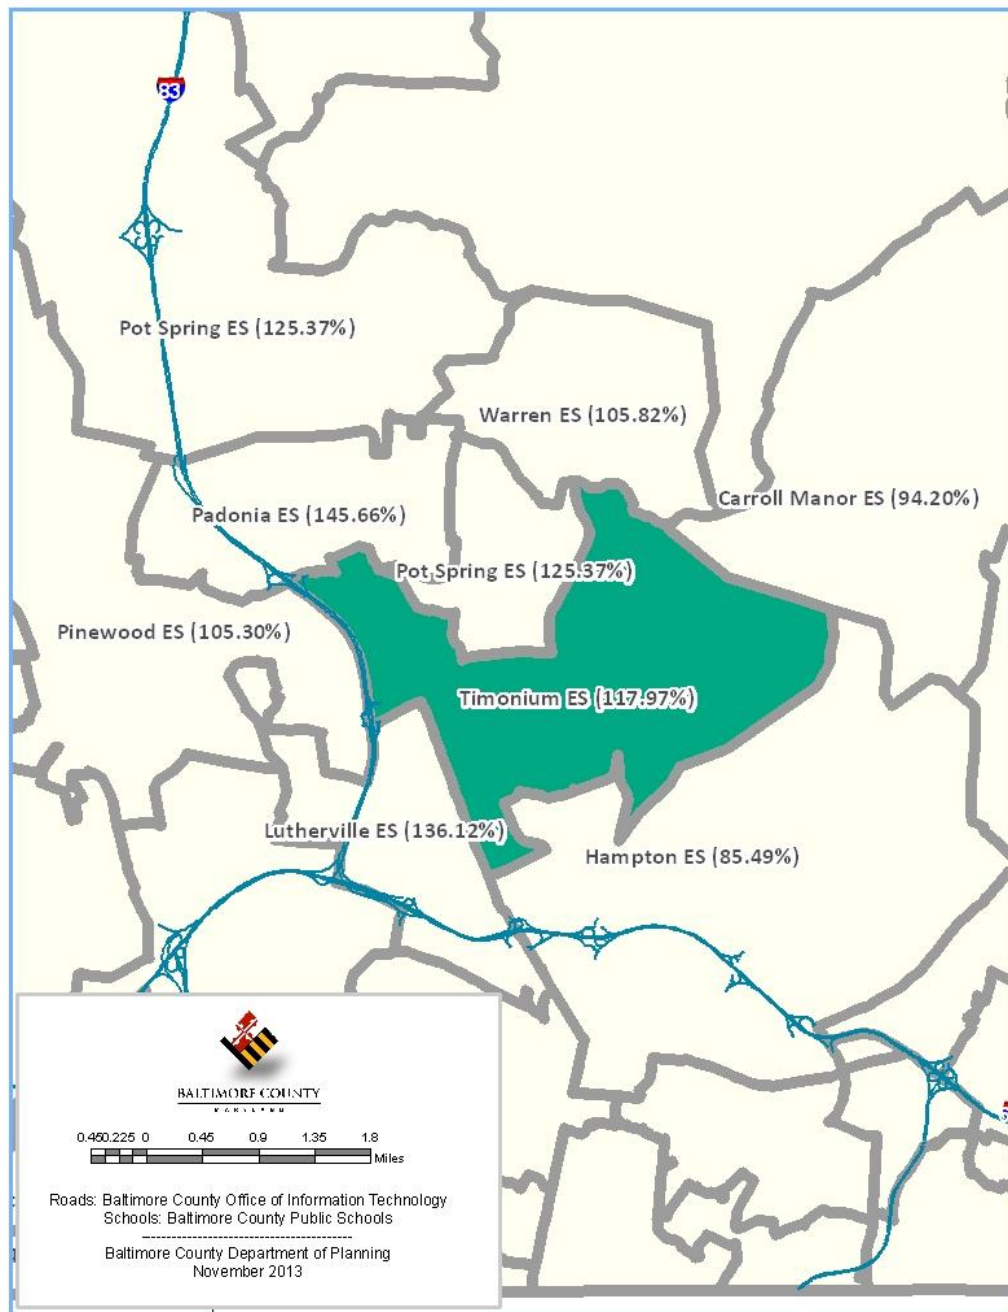 83
Pot Spring ES (125.37%)
Warren ES (105.82%)
Carroll Manor ES (94.20%)
Padonia ES (145.66%)
Pot Spring ES (125.37%)
Pinewood ES (105.30%)
Timonium ES (117.97%)
Lutherville ES (136.12%)
Hampton ES (85.49%)
BALTIMORE COUNTY
MARYLAND
0.450.225 0 0.45 0.9 1.35 1.8
Miles
Roads: Baltimore County Office of Information Technology
Schools: Baltimore County Public Schools
Baltimore County Department of Planning
November 2013